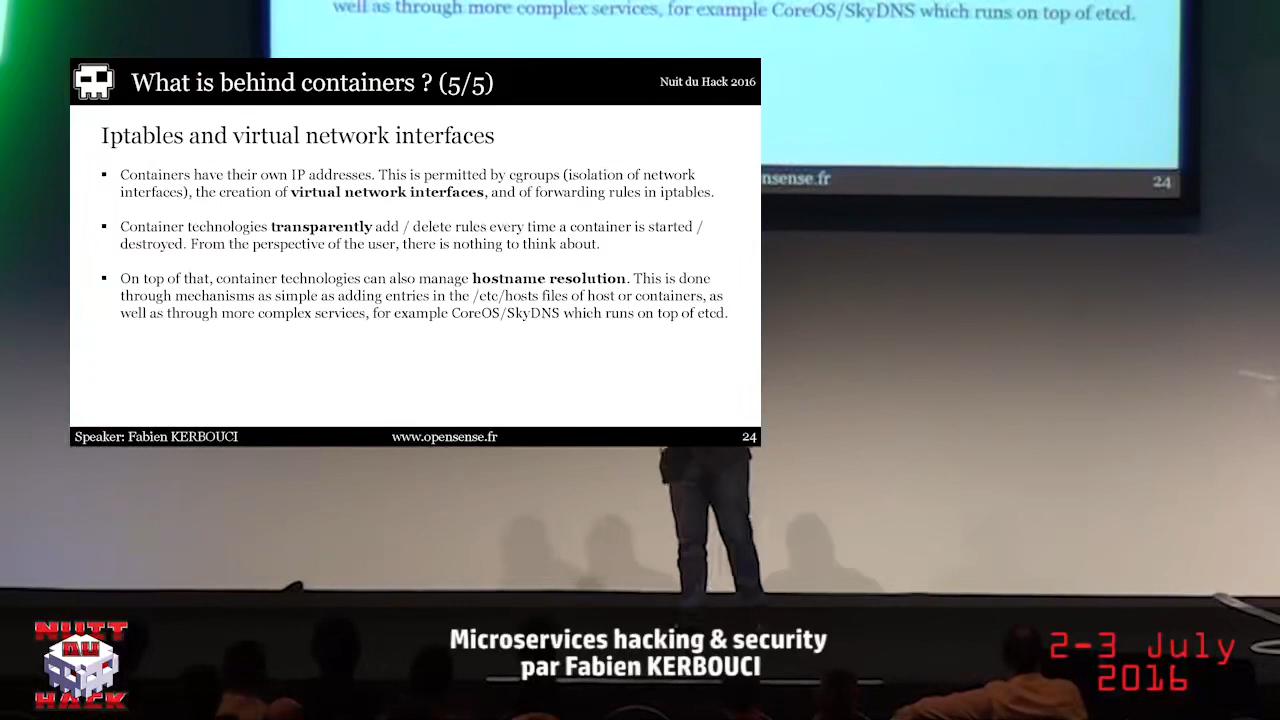 well as through more complex services, for example CoreOS/SkyDNS which runs on top of etcd.
What is behind containers ? (5/5)
Nuit du Hack 2016
Iptables and virtual network interfaces
▪ Containers have their own IP addresses. This is permitted by cgroups (isolation of network
interfaces), the creation of virtual network interfaces, and of forwarding rules in iptables.
▪ Container technologies transparently add / delete rules every time a container is started /
destroyed. From the perspective of the user, there is nothing to think about.
▪ On top of that, container technologies can also manage hostname resolution. This is done
through mechanisms as simple as adding entries in the /etc/hosts files of host or containers, as
well as through more complex services, for example CoreOS/SkyDNS which runs on top of etcd.
nsense.fr
24
Speaker: Fabien KERBOUCI
www.opensense.fr
24
NUIT
DU
HACK
Microservices hacking & security
par Fabien KERBOUCI
2-3 July
2016